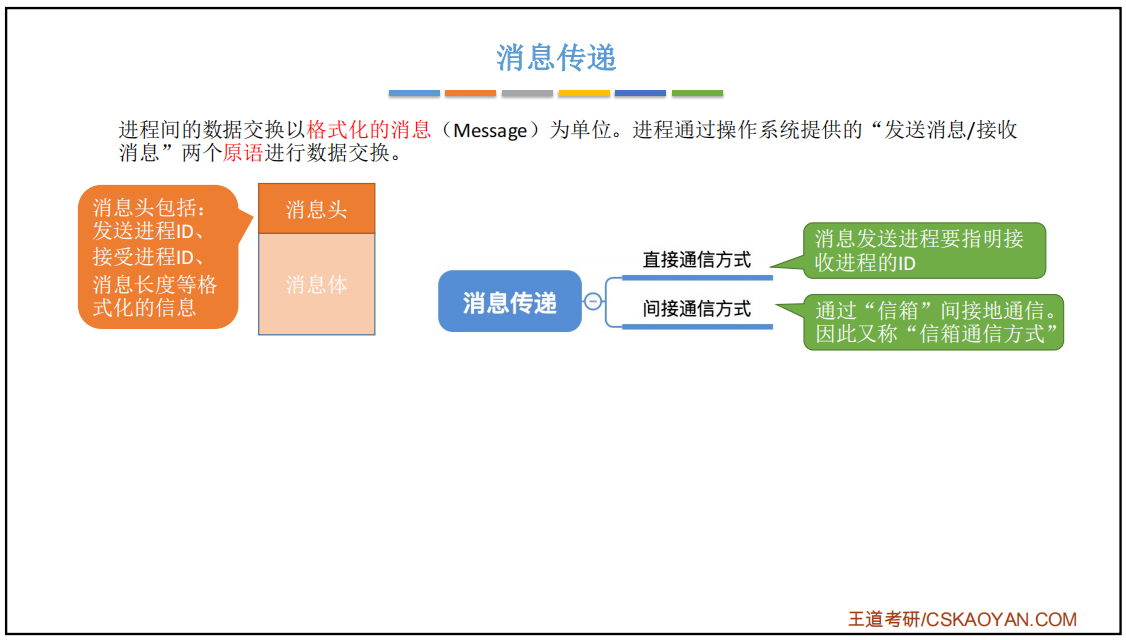 消息传递
进程间的数据交换以格式化的消息（Message）为单位。进程通过操作系统提供的“发送消息/接收
消息”两个原语进行数据交换。
消息头包括：
发送进程ID、
接受进程ID、
消息长度等格
式化的信息
消息头
消息体
消息传递
直接通信方式
消息发送进程要指明接
收进程的ID
间接通信方式
通过“信箱”间接地通信。
因此又称“信箱通信方式”
王道考研/CSKAOYAN.COM